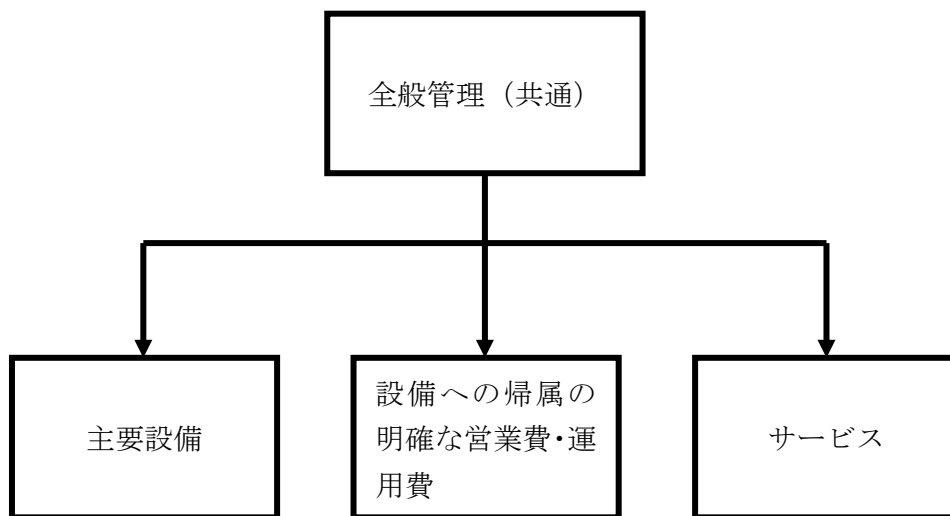 全般管理（共通）
主要設備
設備への帰属の
明確な営業費･運
用費
サービス